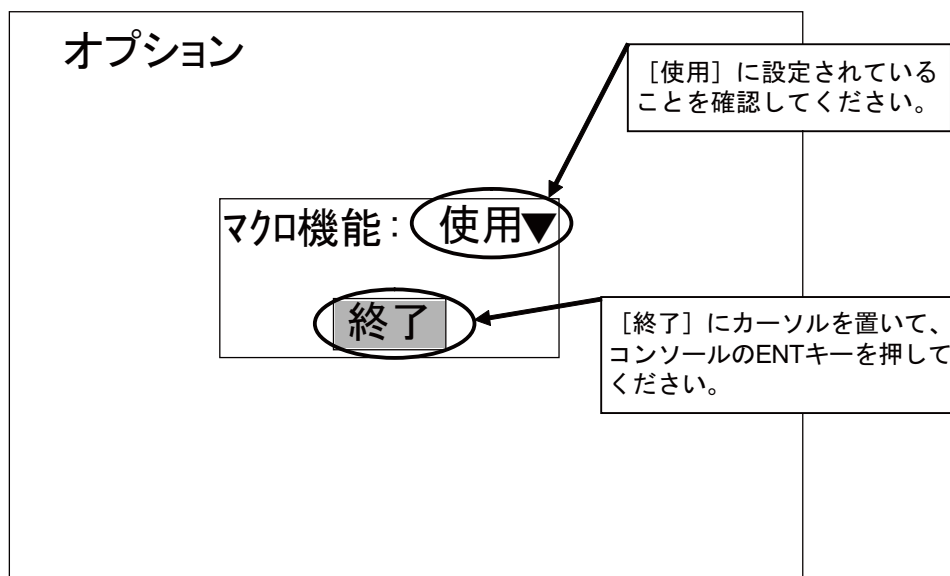 オプション
［使用］に設定されている
ことを確認してください。
マクロ機能： 使用▼
終了
［終了］にカーソルを置いて、
コンソールのENTキーを押して
ください。